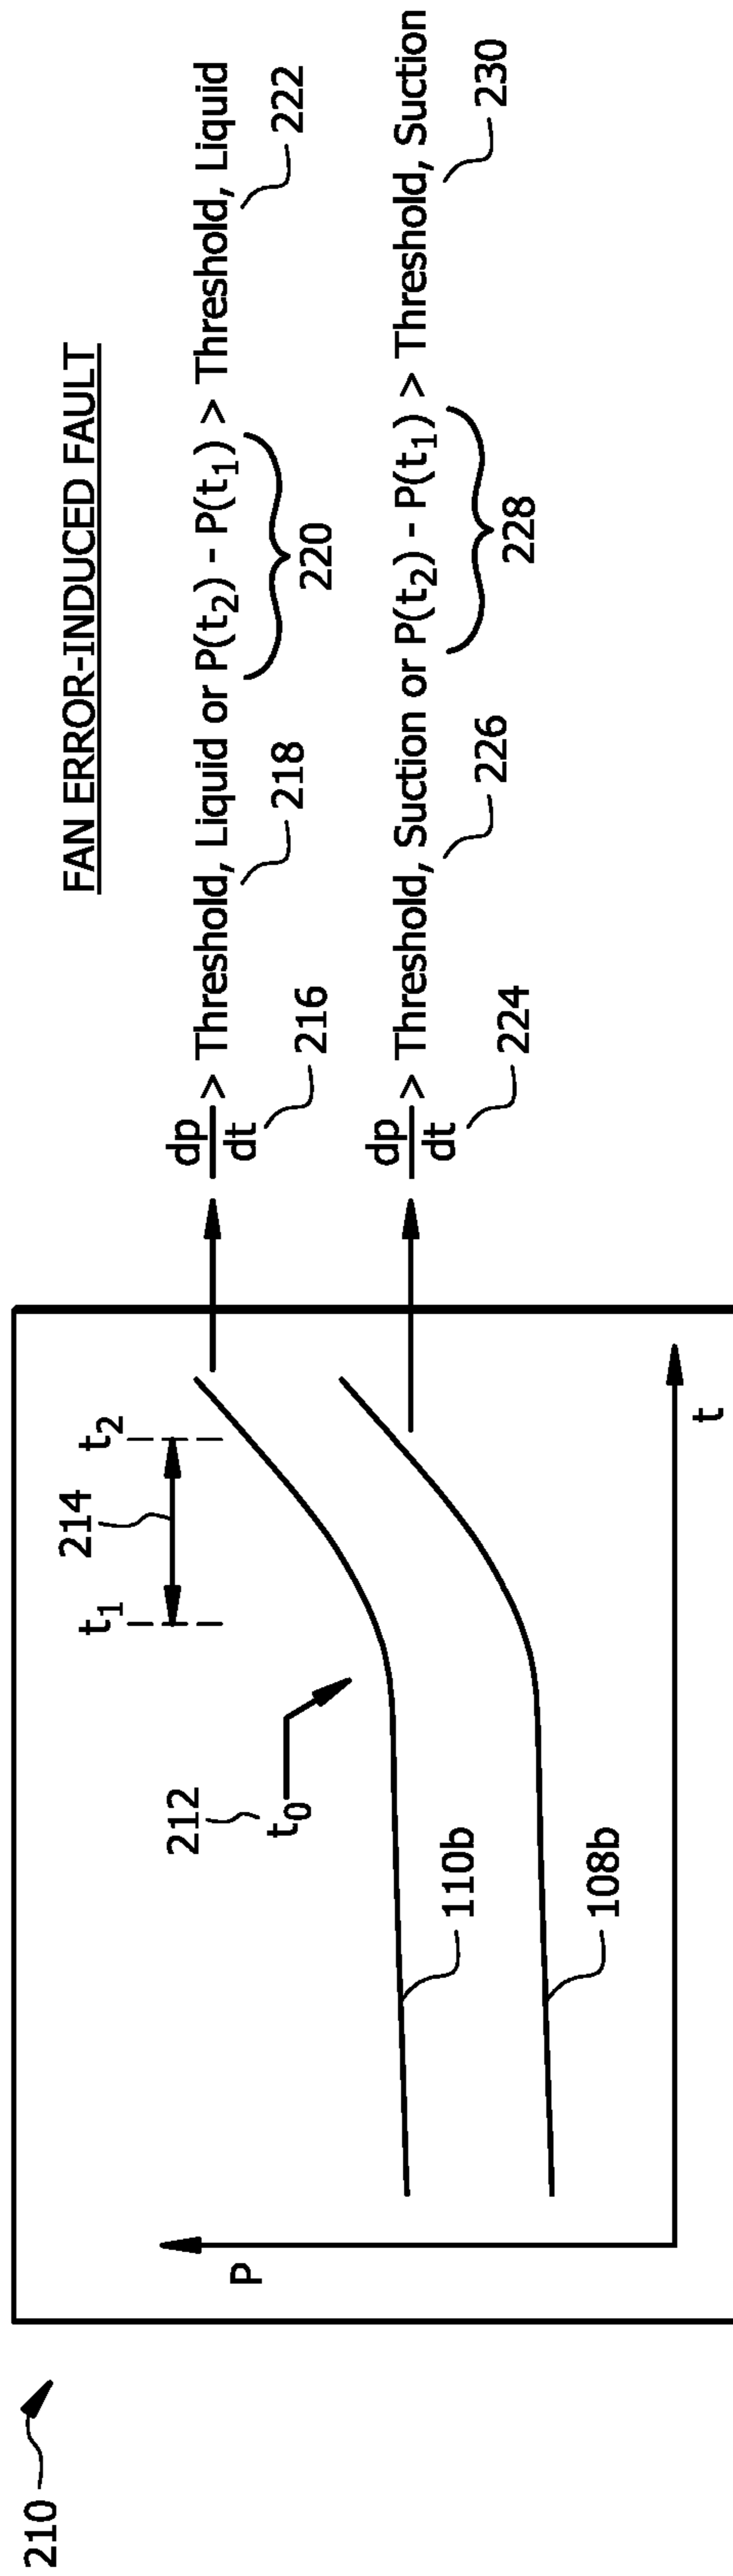 210
FAN ERROR-INDUCED FAULT
P
t
212
t₀
214
t₁
t₂
110b
108b
dp/dt > Threshold, Liquid or P(t₂) - P(t₁) > Threshold, Liquid
216
218
220
222
dp/dt > Threshold, Suction or P(t₂) - P(t₁) > Threshold, Suction
224
226
228
230